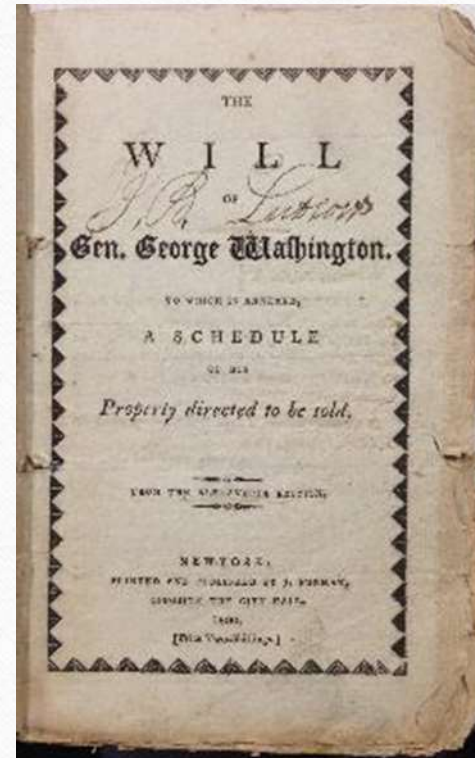 THE
WILL
OF
J. B. Ludlow
Gen. George Waſhington.
TO WHICH IS ANNEXED,
A SCHEDULE
OF HIS
Property directed to be sold.
FROM THE ALEXANDRIA EDITION.
NEW-YORK,
PRINTED AND PUBLISHED BY J. FURMAN,
OPPOSITE THE CITY HALL.
1800.